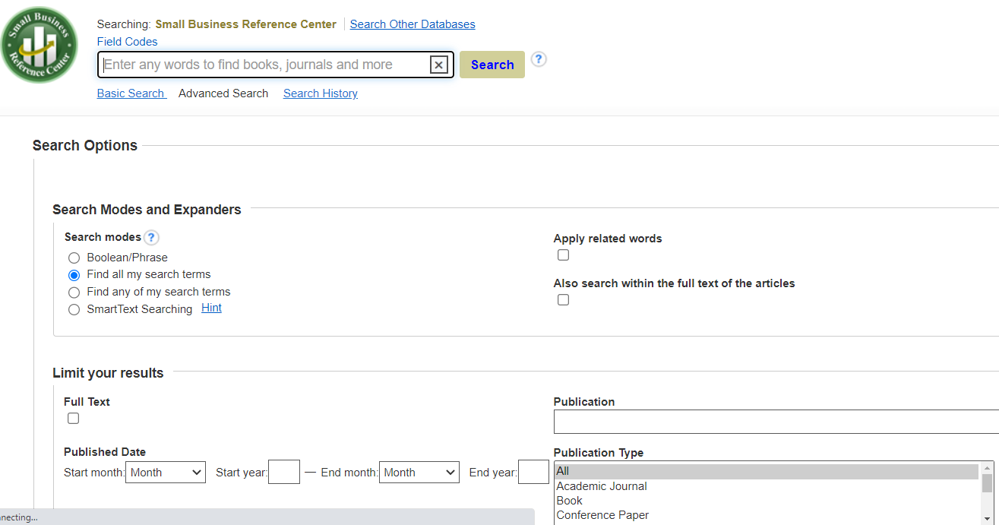 Small Business
Reference Center
Searching: Small Business Reference Center Search Other Databases
Field Codes
Enter any words to find books, journals and more Search ?
Basic Search Advanced Search Search History
Search Options
Search Modes and Expanders
Search modes ?
Boolean/Phrase
Find all my search terms
Find any of my search terms
SmartText Searching Hint
Apply related words
Also search within the full text of the articles
Limit your results
Full Text
Published Date
Start month: Month Start year: — End month: Month End year:
Publication
Publication Type
All
Academic Journal
Book
Conference Paper
nnecting...